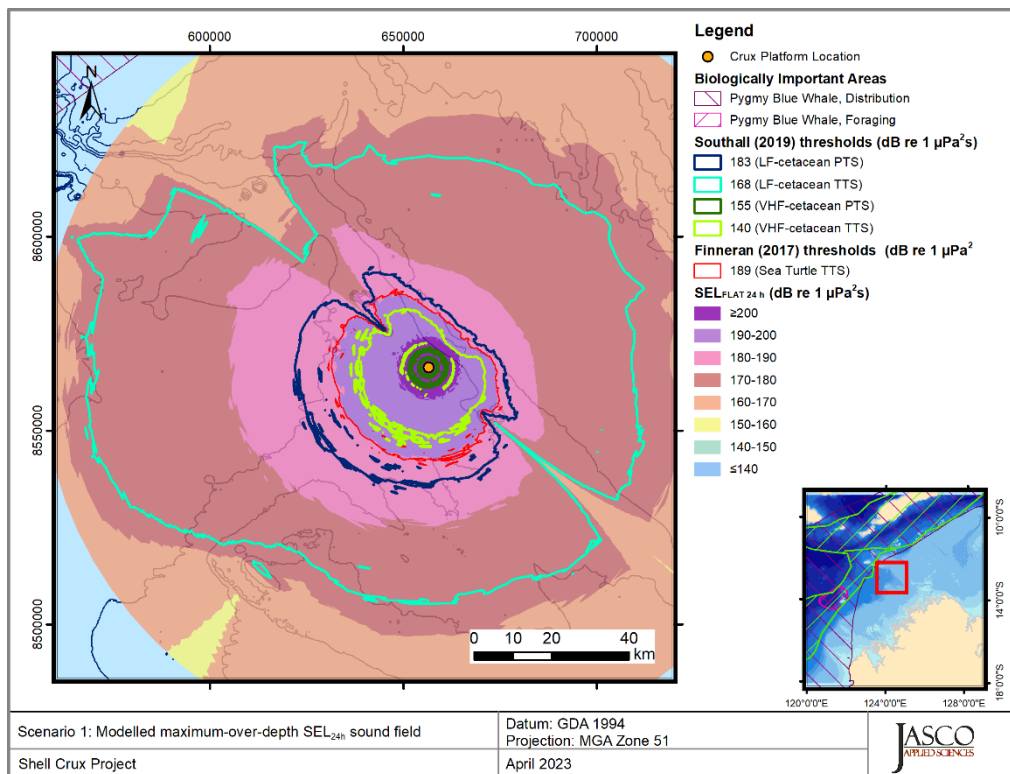 600000
650000
700000
8600000
8550000
8500000
N
0 10 20 40
km
Legend
Crux Platform Location
Biologically Important Areas
Pygmy Blue Whale, Distribution
Pygmy Blue Whale, Foraging
Southall (2019) thresholds (dB re 1 µPa²s)
183 (LF-cetacean PTS)
168 (LF-cetacean TTS)
155 (VHF-cetacean PTS)
140 (VHF-cetacean TTS)
Finneran (2017) thresholds (dB re 1 µPa²
189 (Sea Turtle TTS)
SELFLAT 24 h (dB re 1 µPa²s)
≥200
190-200
180-190
170-180
160-170
150-160
140-150
≤140
10°0'0"S
14°0'0"S
18°0'0"S
120°0'0"E
124°0'0"E
128°0'0"E
Scenario 1: Modelled maximum-over-depth SEL24h sound field
Shell Crux Project
Datum: GDA 1994
Projection: MGA Zone 51
April 2023
JASCO
APPLIED SCIENCES